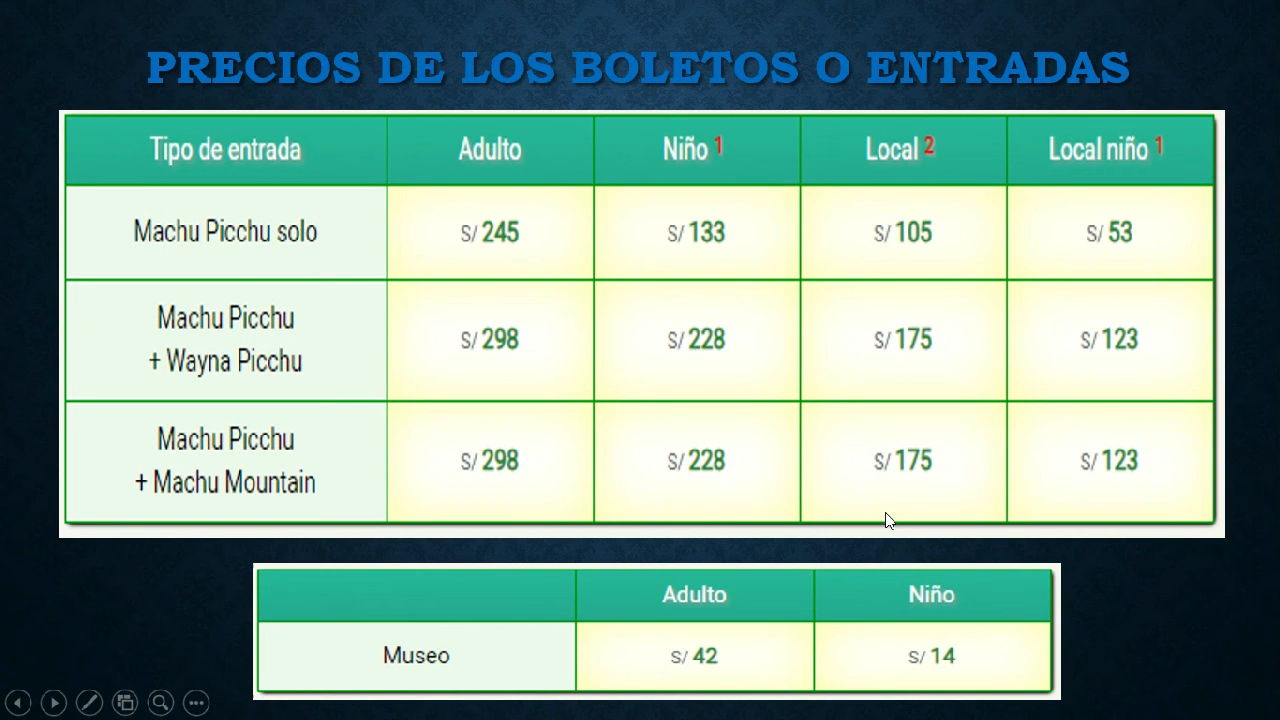 PRECIOS DE LOS BOLETOS O ENTRADAS
Tipo de entrada Adulto Niño 1 Local 2 Local niño 1
Machu Picchu solo S/ 245 S/ 133 S/ 105 S/ 53
Machu Picchu
+ Wayna Picchu S/ 298 S/ 228 S/ 175 S/ 123
Machu Picchu
+ Machu Mountain S/ 298 S/ 228 S/ 175 S/ 123
Adulto Niño
Museo S/ 42 S/ 14